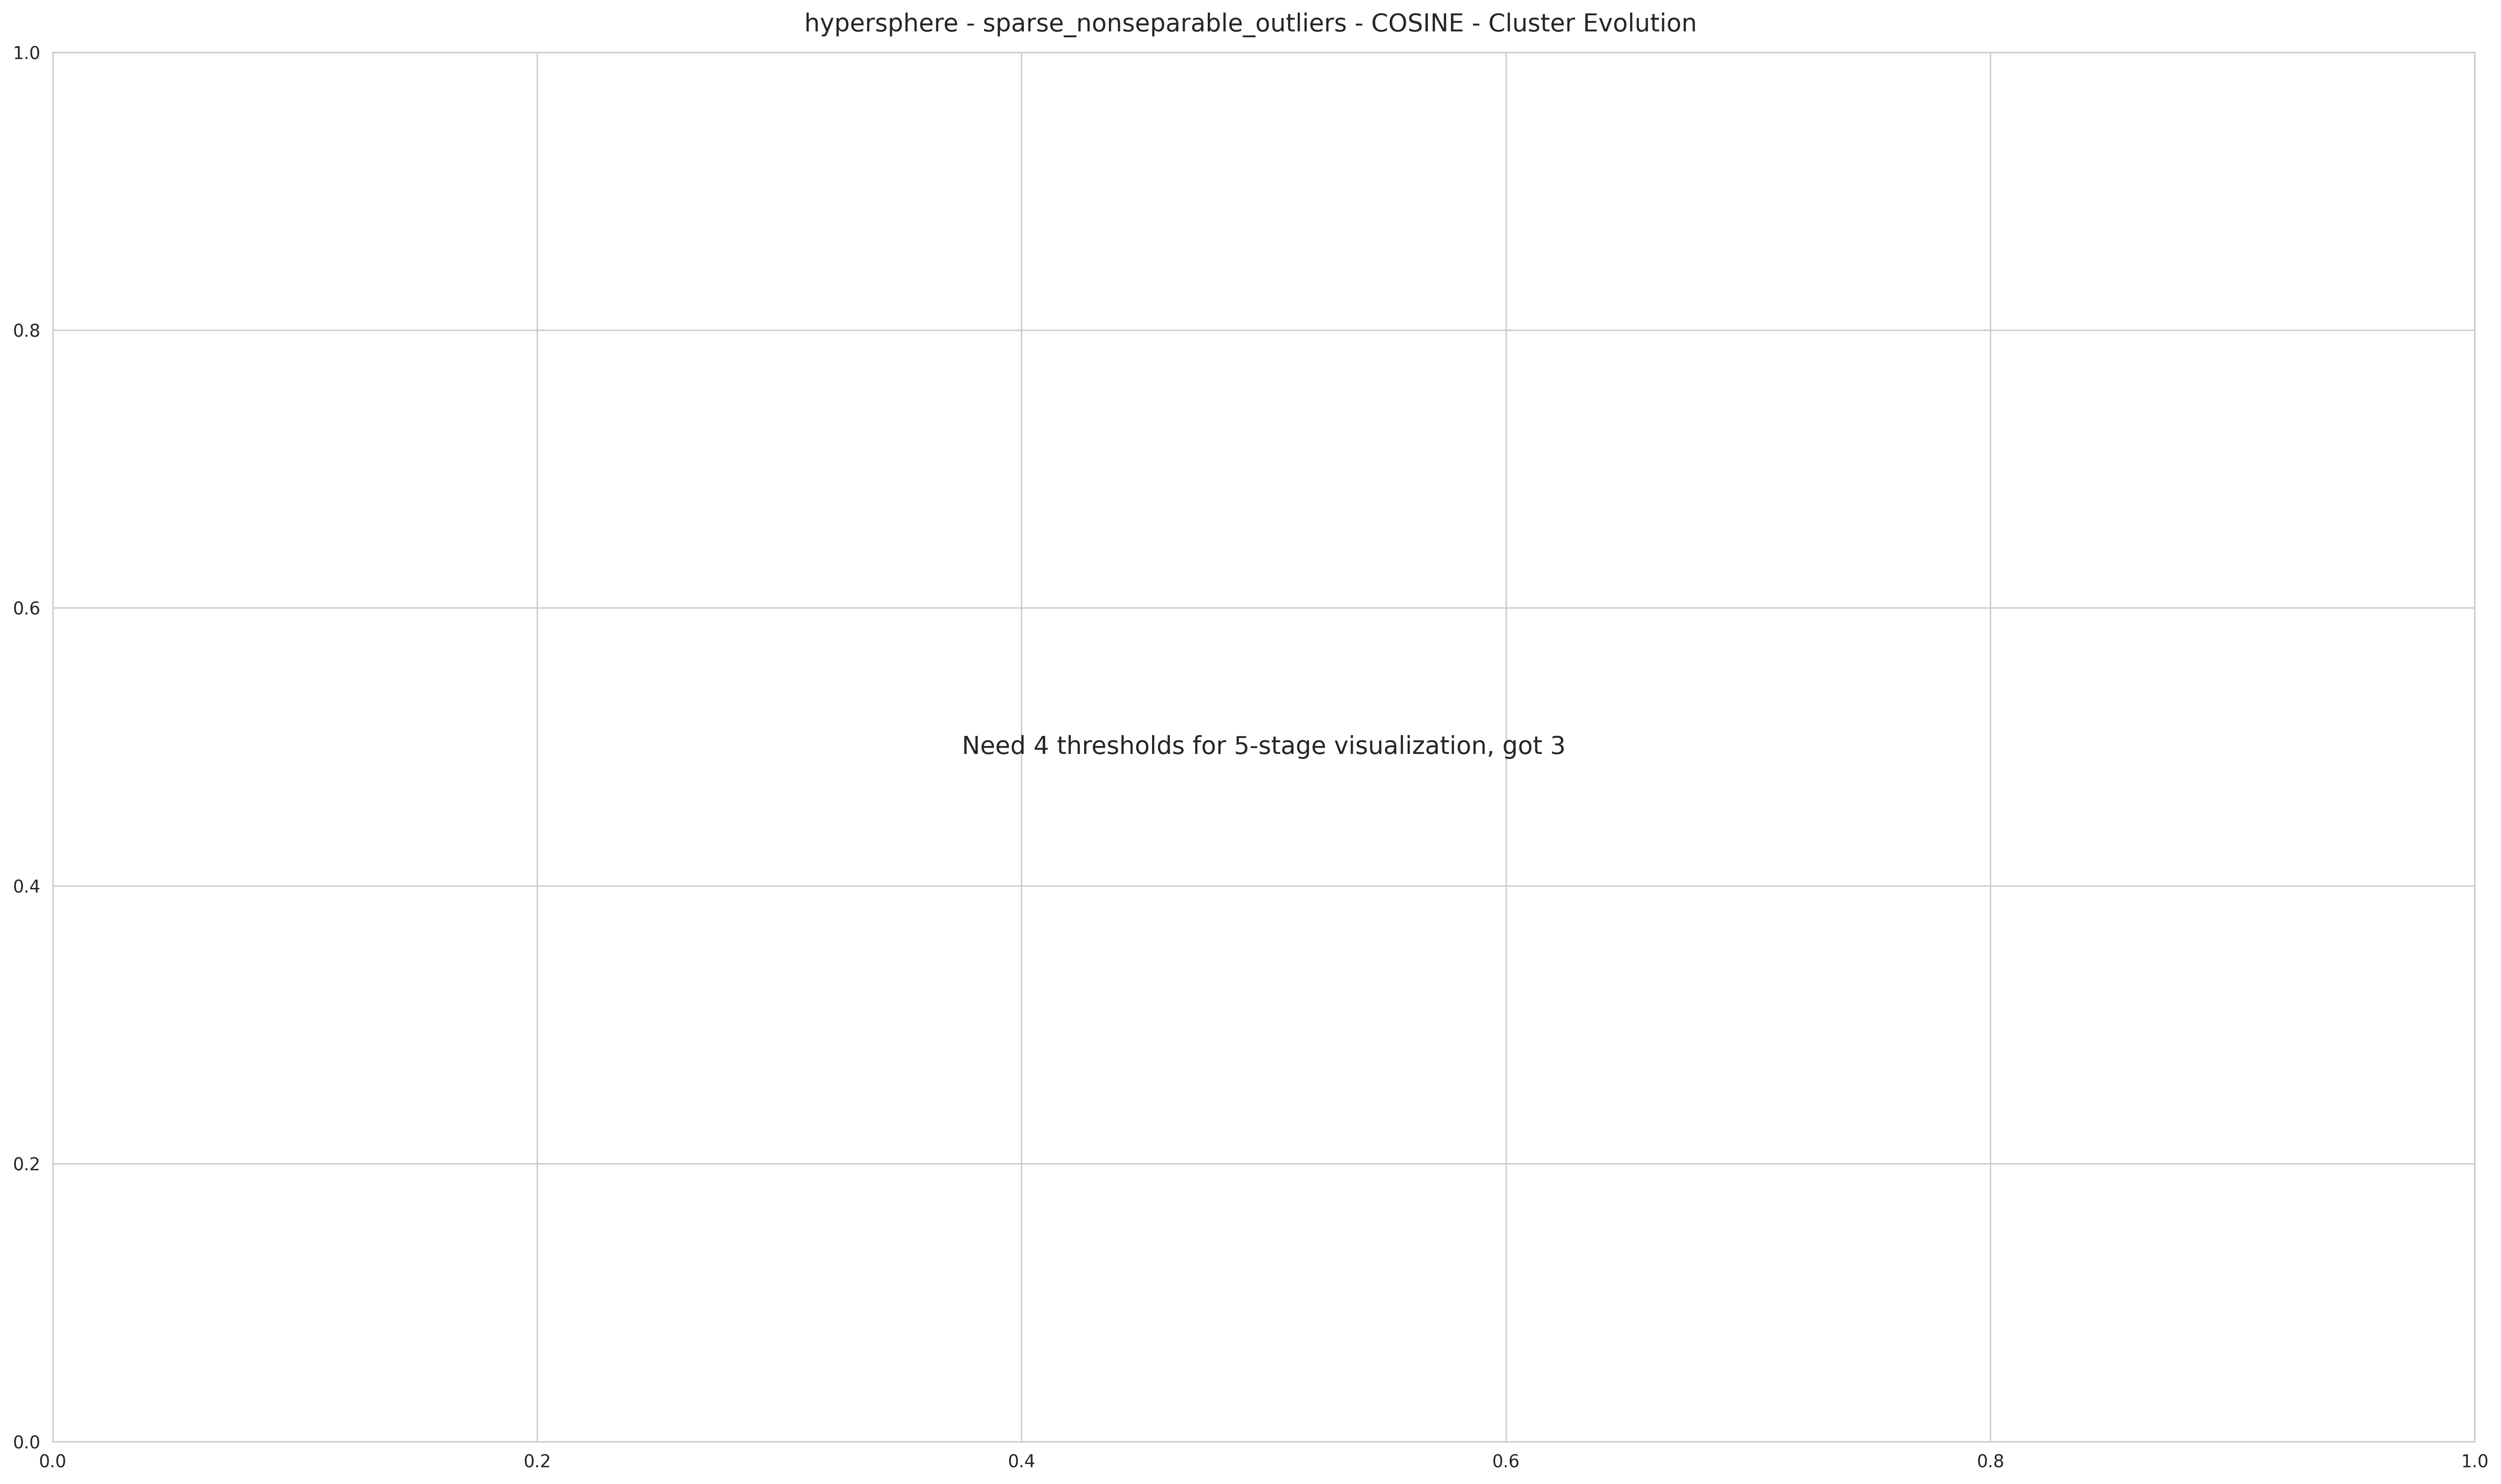 hypersphere - sparse_nonseparable_outliers - COSINE - Cluster Evolution
1.0
0.8
0.6
Need 4 thresholds for 5-stage visualization, got 3
0.4
0.2
0.0
0.0 0.2 0.4 0.6 0.8 1.0